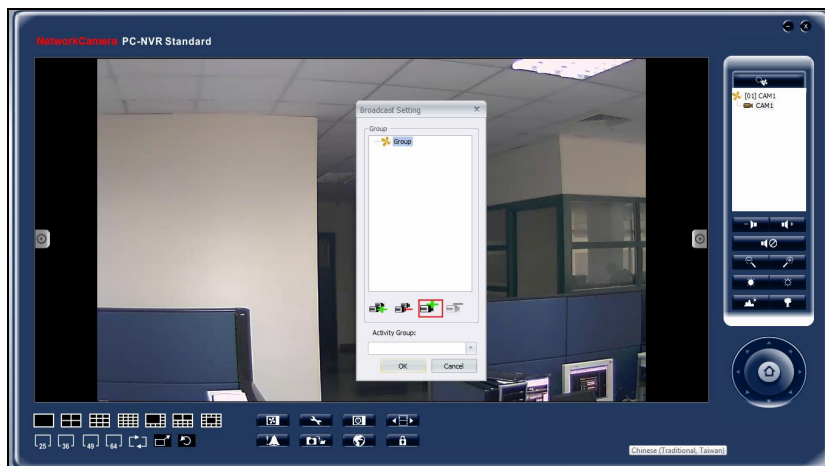 NetworkCamera PC-NVR Standard
Broadcast Setting
Group
Group
Activity Group:
OK Cancel
[01] CAM1
CAM1
25 36 49 64
Chinese (Traditional, Taiwan)